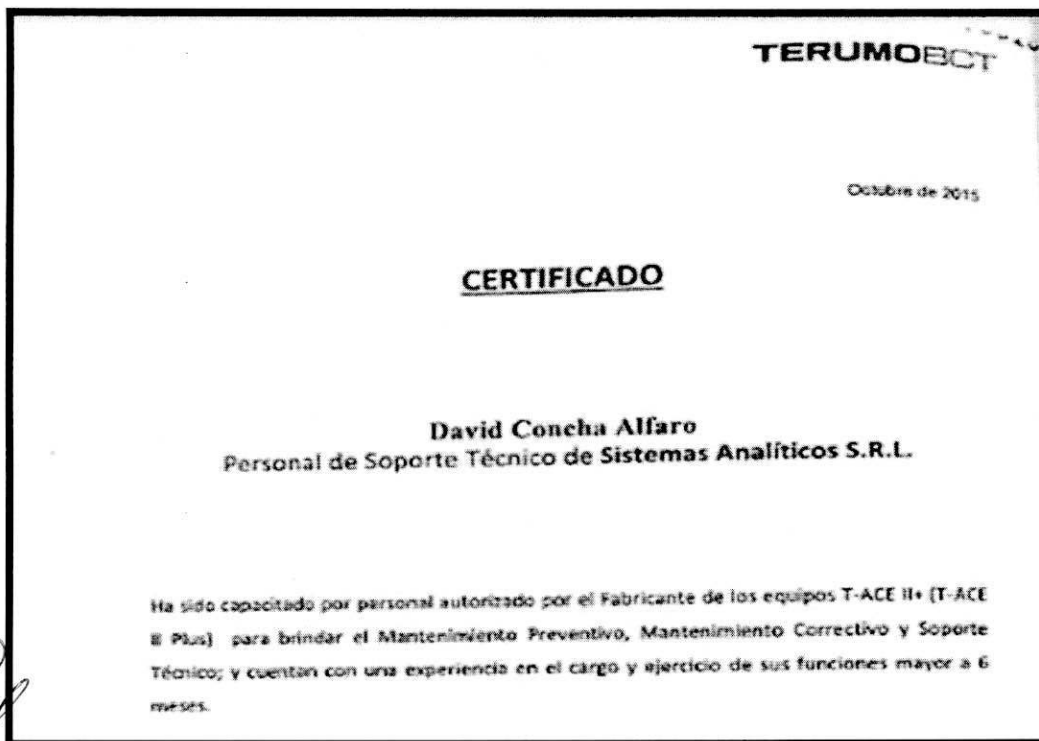 TERUMOBCT
Octubre de 2015
CERTIFICADO
David Concha Alfaro
Personal de Soporte Técnico de Sistemas Analíticos S.R.L.
Ha sido capacitado por personal autorizado por el Fabricante de los equipos T-ACE II+ (T-ACE
II Plus) para brindar el Mantenimiento Preventivo, Mantenimiento Correctivo y Soporte
Técnico; y cuentan con una experiencia en el cargo y ejercicio de sus funciones mayor a 6
meses.